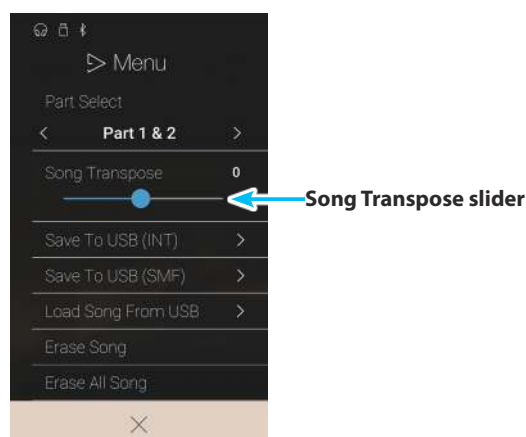 Menu
Part Select
< Part 1 & 2 >
Song Transpose 0
Song Transpose slider
Save To USB (INT) >
Save To USB (SMF) >
Load Song From USB >
Erase Song
Erase All Song